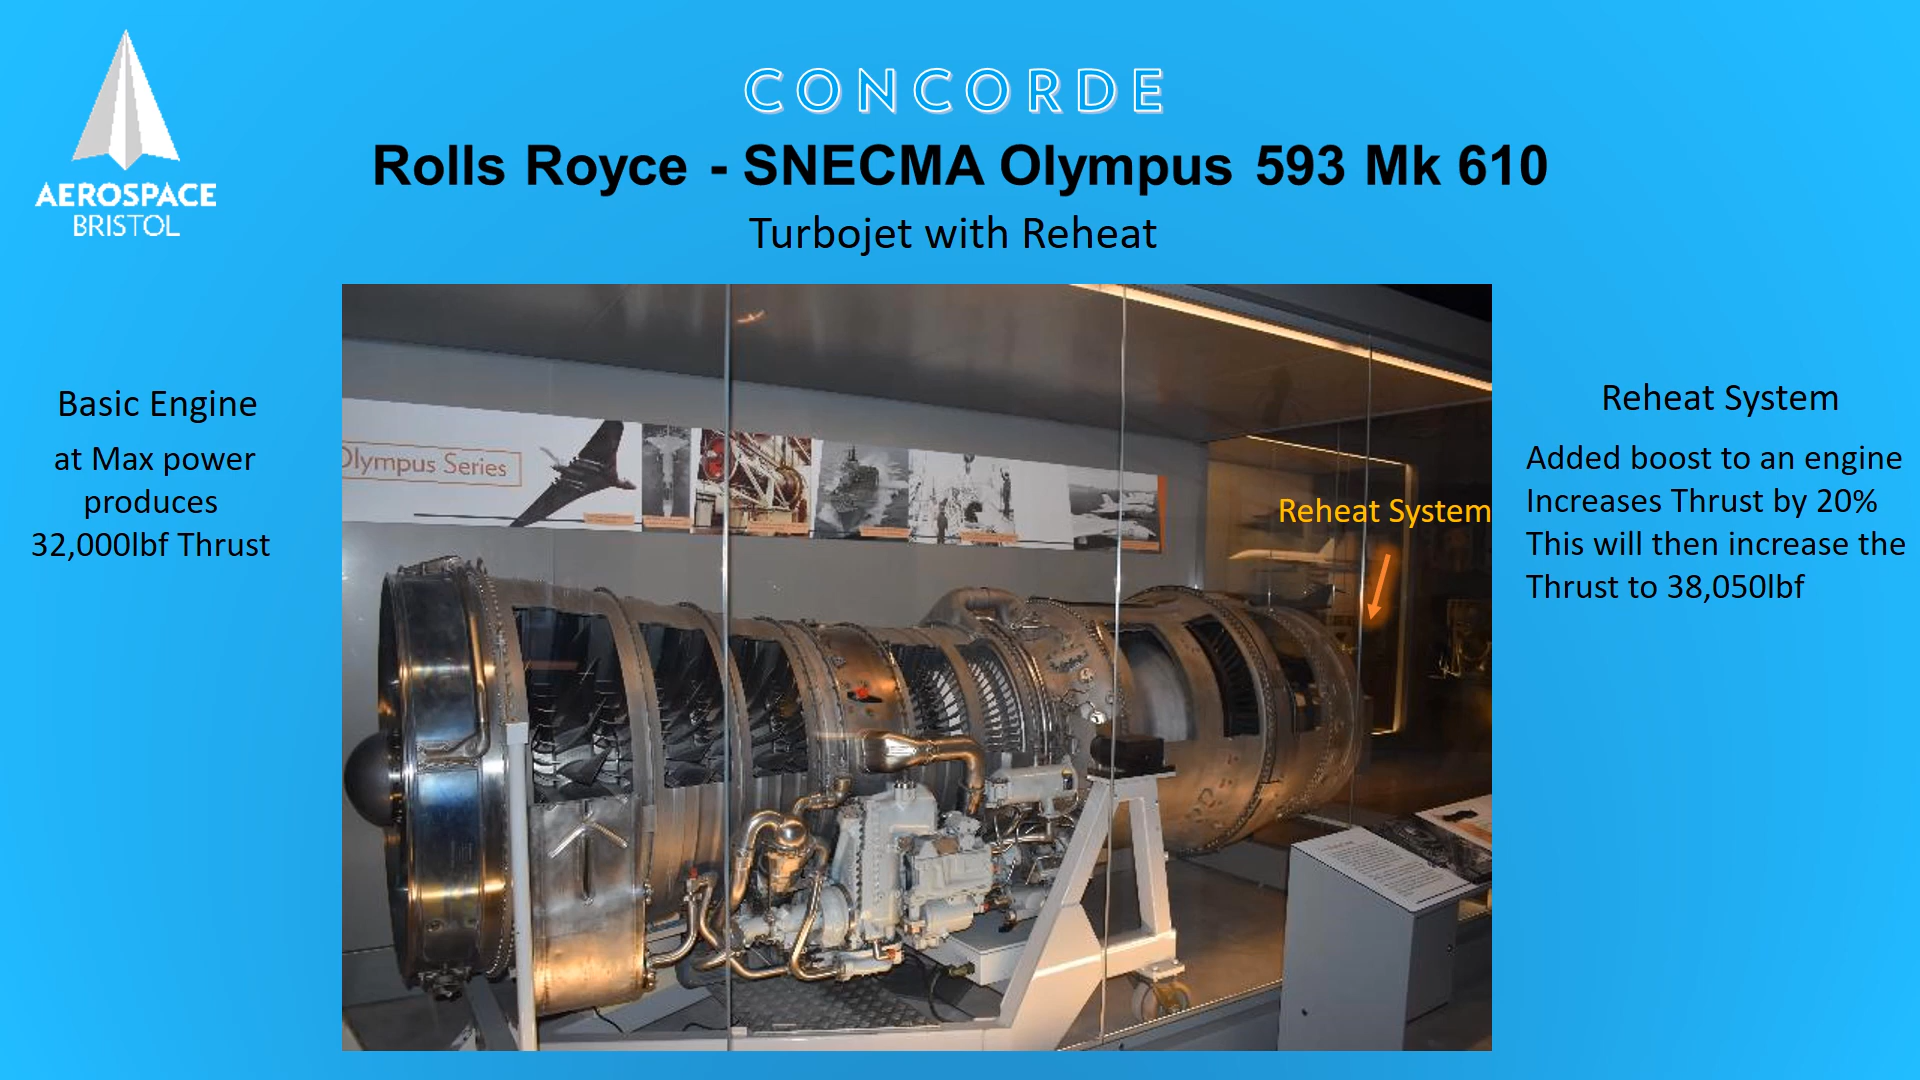 AEROSPACE
BRISTOL
CONCORDE
Rolls Royce - SNECMA Olympus 593 Mk 610
Turbojet with Reheat
Basic Engine
at Max power
produces
32,000lbf Thrust
Olympus Series
Reheat System
Reheat System
Added boost to an engine
Increases Thrust by 20%
This will then increase the
Thrust to 38,050lbf